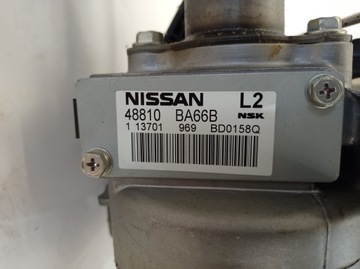 NISSAN L2
48810 BA66B NSK
1 13701 969 BD0158Q